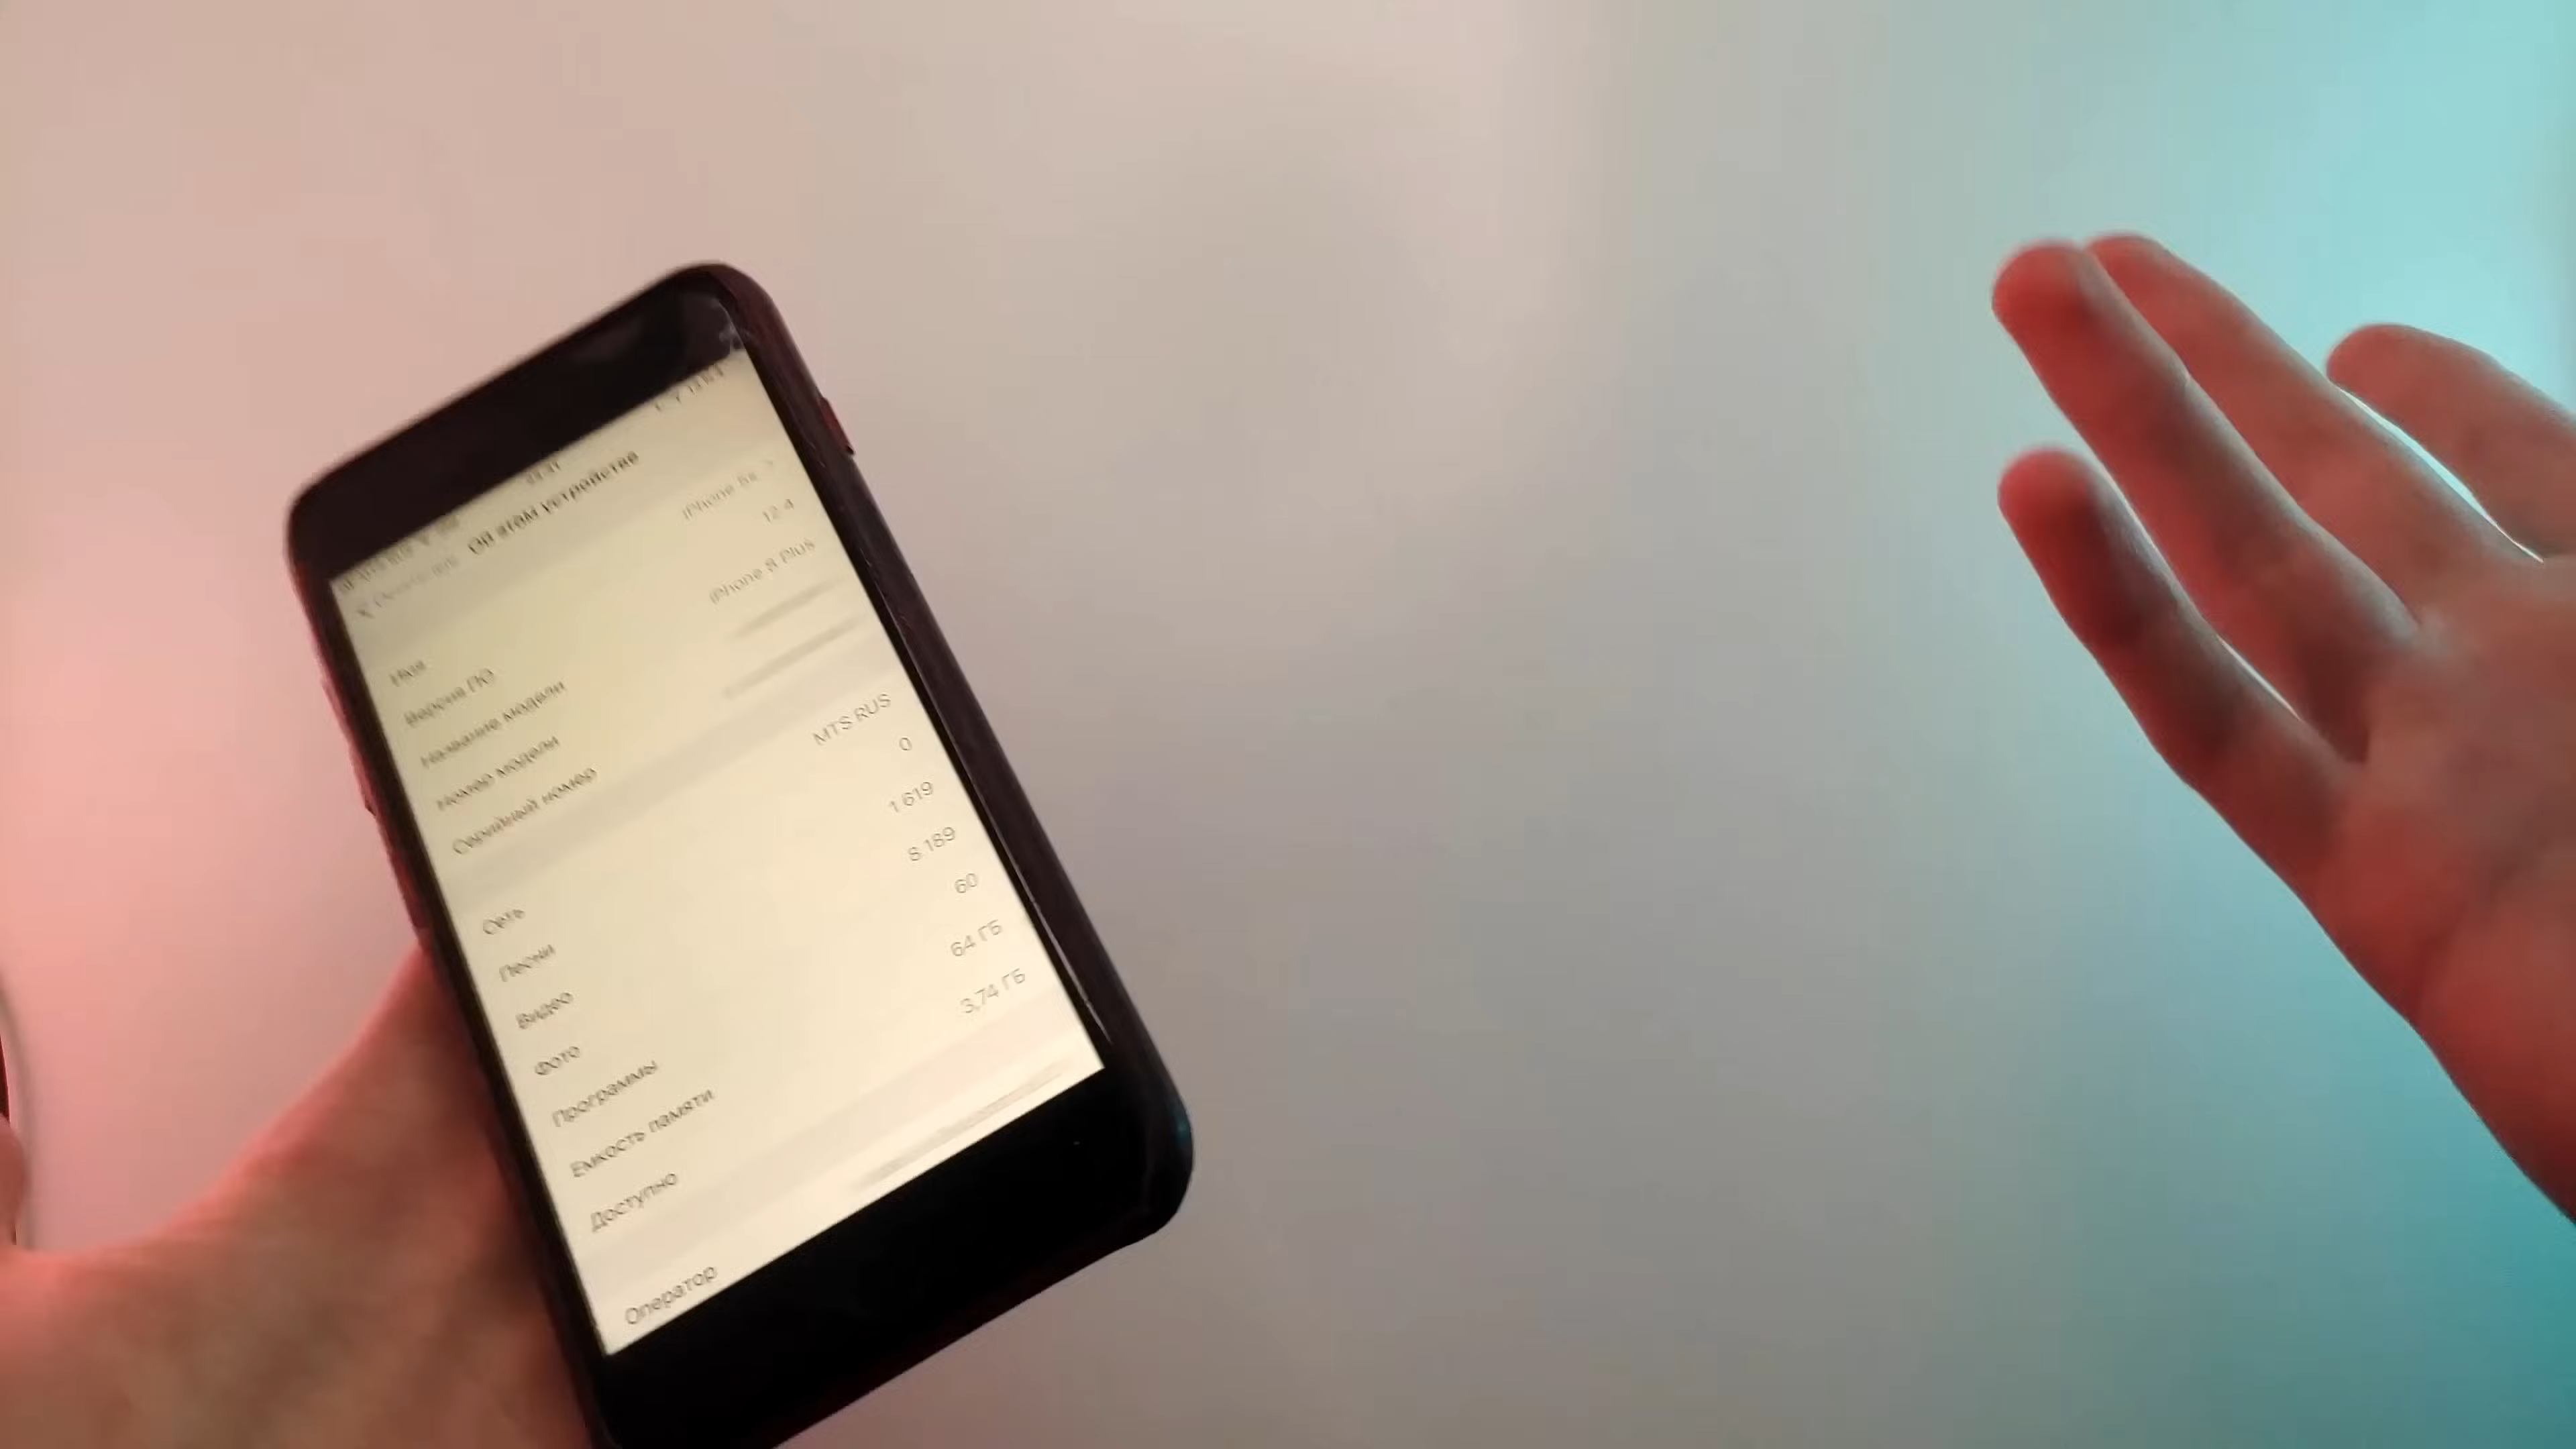 Об этом устройстве
Имя iPhone
Версия ПО 12.4
Название модели iPhone 8 Plus
Номер модели
Серийный номер
Сеть MTS RUS
Песни 0
Видео 1 619
Фото 8 189
Программы 60
Емкость памяти 64 ГБ
Доступно 3,74 ГБ
Оператор